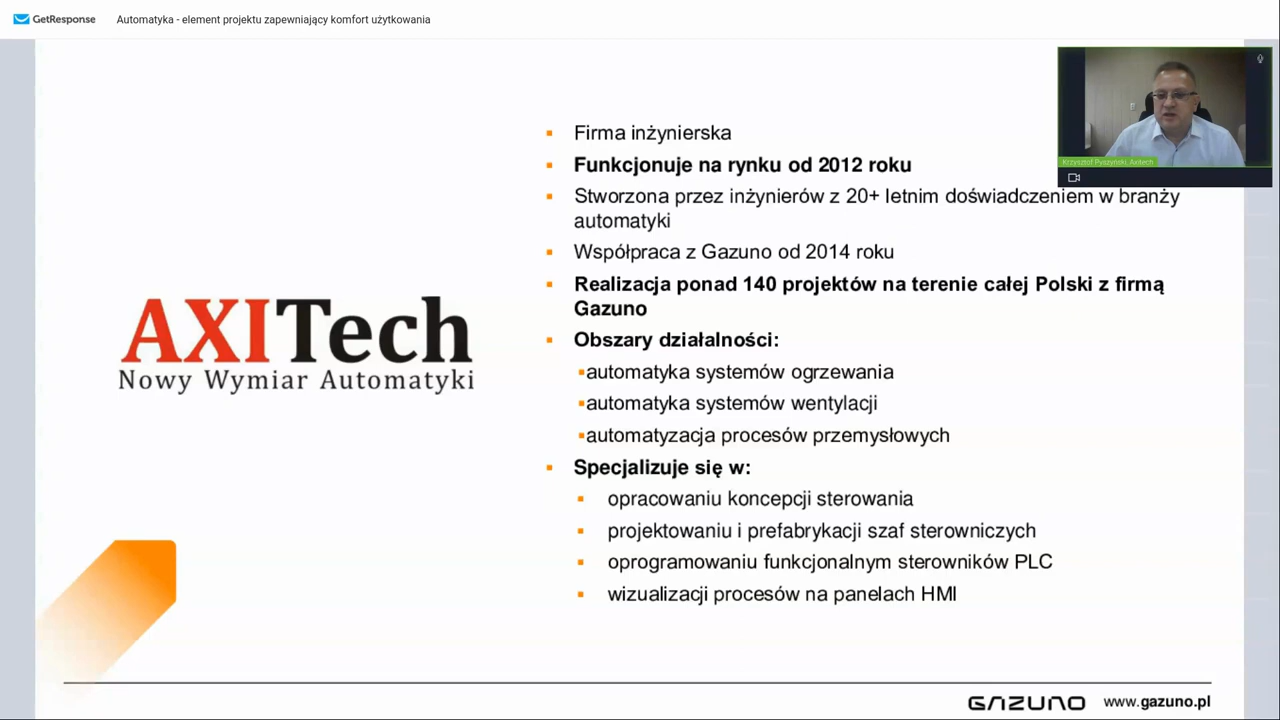 GetResponse
Automatyka - element projektu zapewniający komfort użytkowania
Krzysztof Pyszyński, Axitech
Firma inżynierska
Funkcjonuje na rynku od 2012 roku
Stworzona przez inżynierów z 20+ letnim doświadczeniem w branży
automatyki
Współpraca z Gazuno od 2014 roku
Realizacja ponad 140 projektów na terenie całej Polski z firmą
Gazuno
Obszary działalności:
automatyka systemów ogrzewania
automatyka systemów wentylacji
automatyzacja procesów przemysłowych
Specjalizuje się w:
opracowaniu koncepcji sterowania
projektowaniu i prefabrykacji szaf sterowniczych
oprogramowaniu funkcjonalnym sterowników PLC
wizualizacji procesów na panelach HMI
AXITech
Nowy Wymiar Automatyki
GAZUNO
www.gazuno.pl